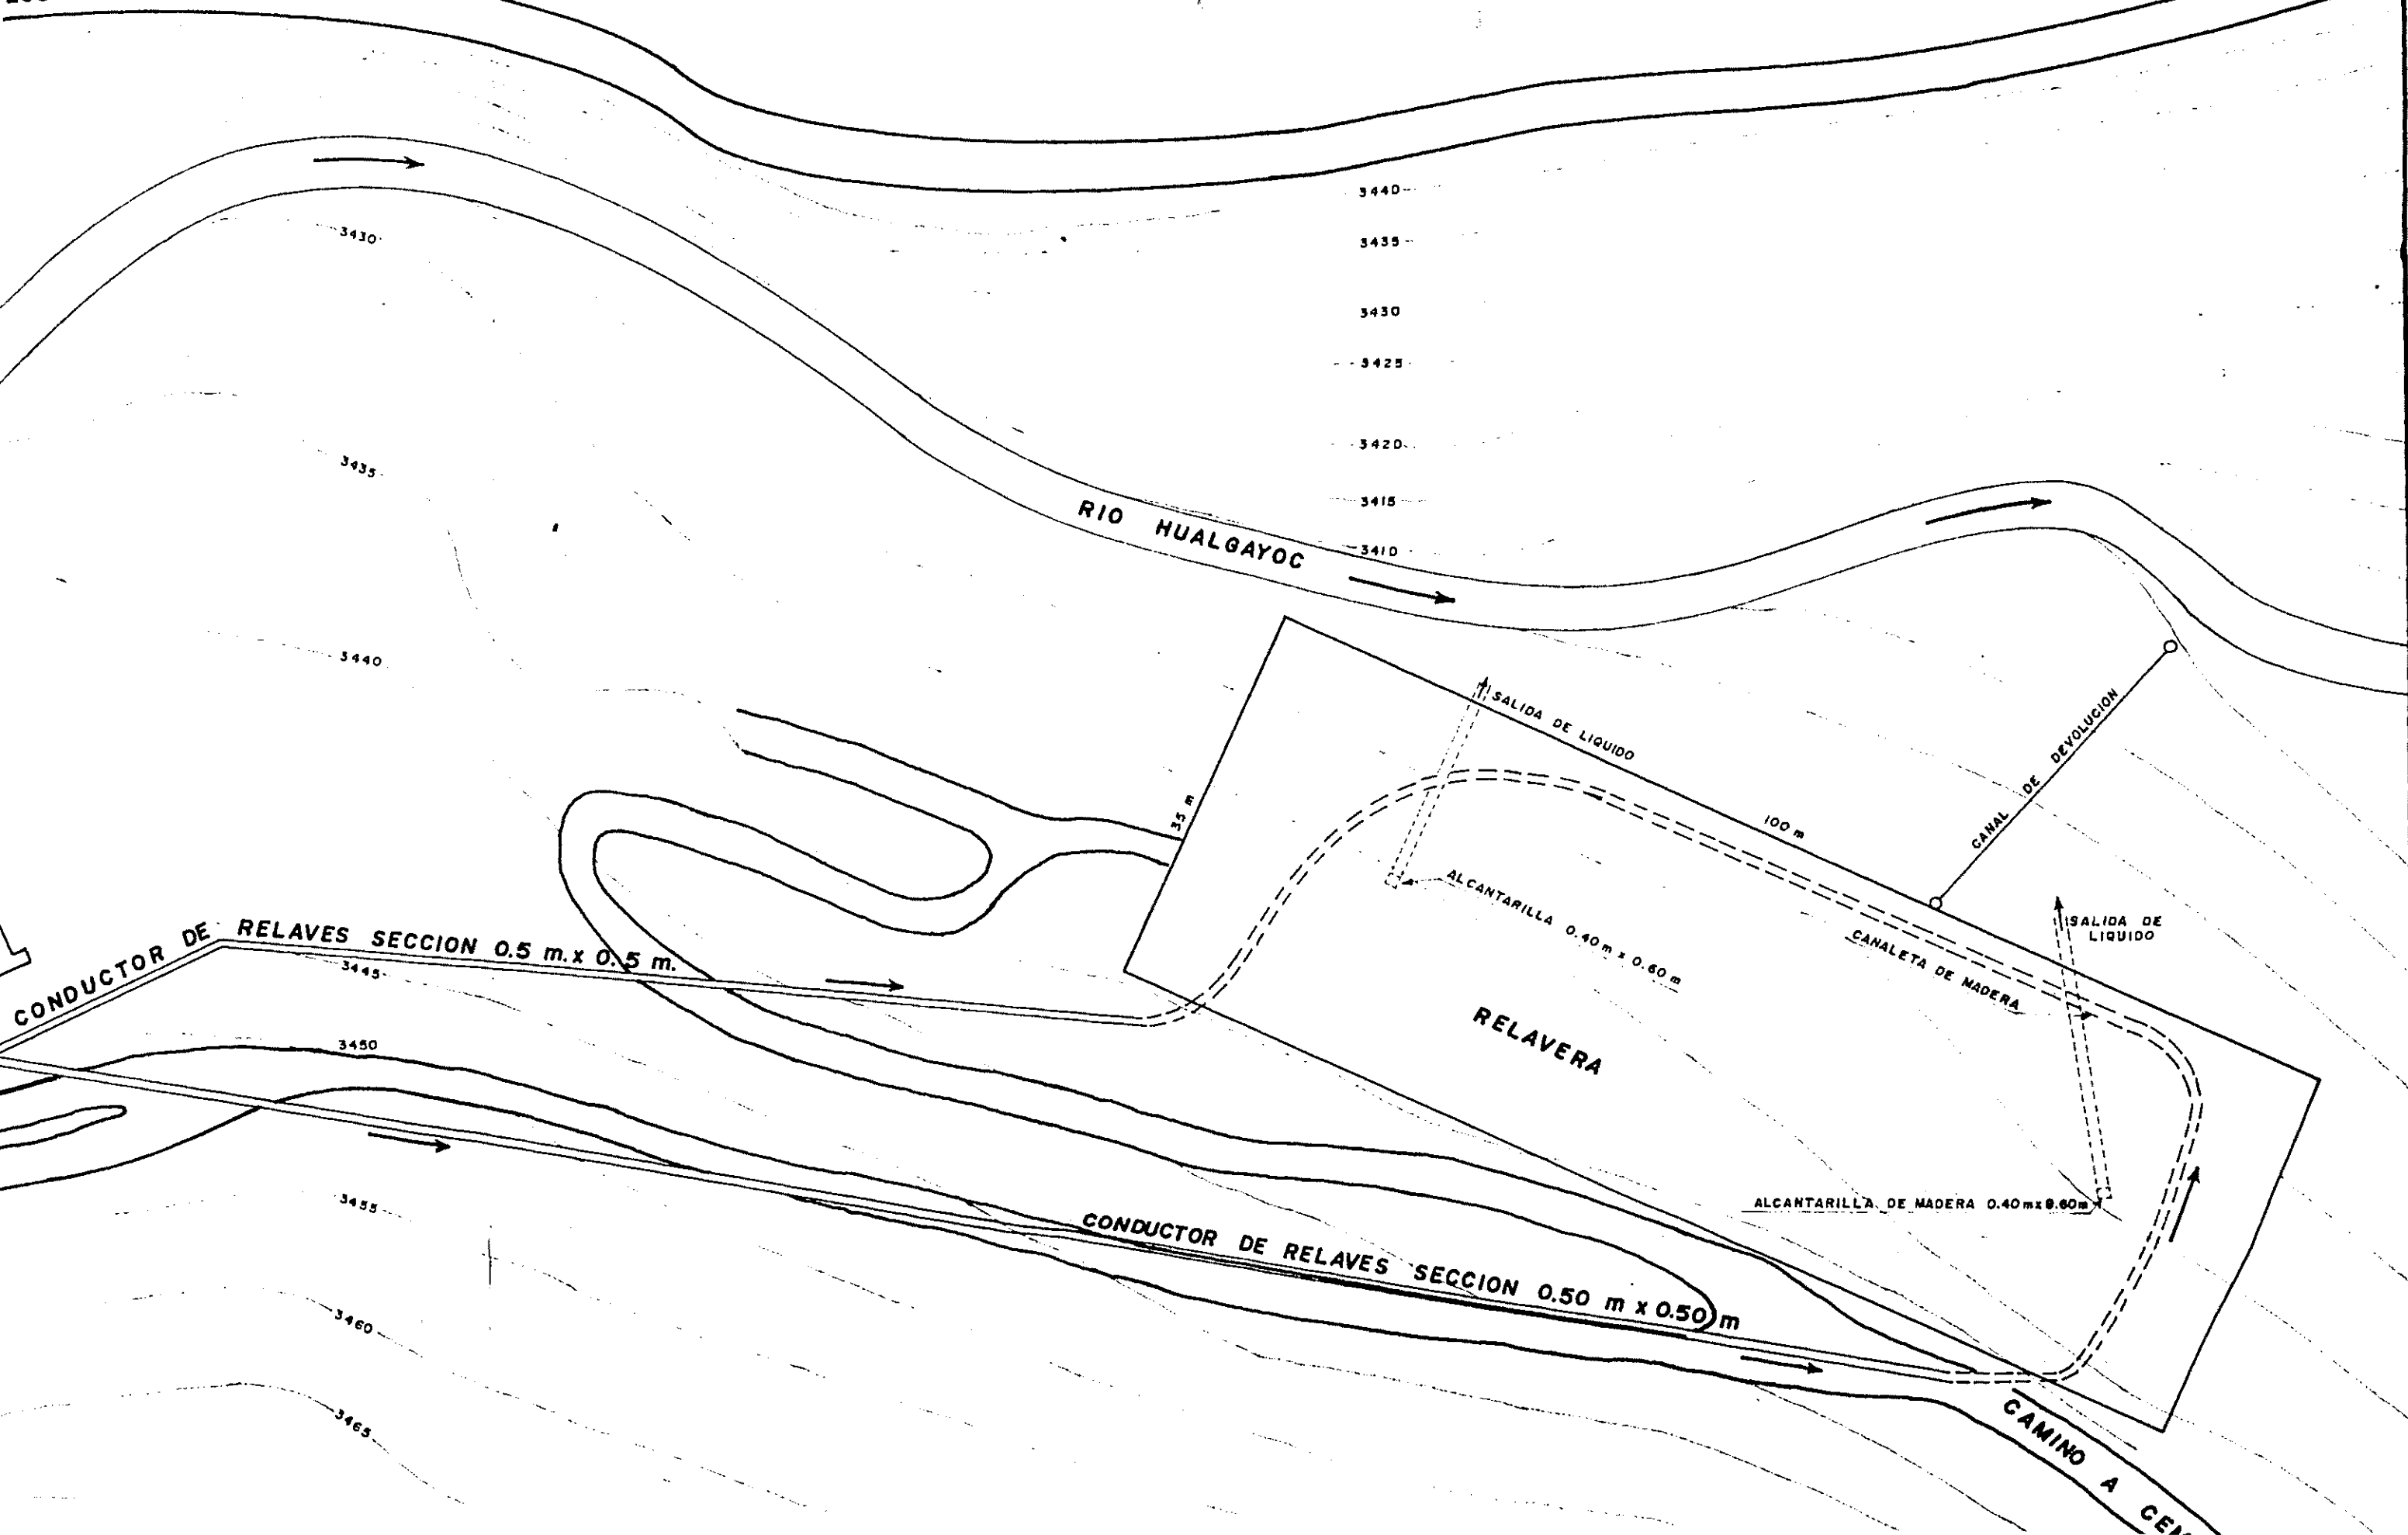 3440
3435
3430
3425
3420
3415
3410
3430
3435
3440
RIO HUALGAYOC
SALIDA DE LIQUIDO
35 m
100 m
CANAL DE DEVOLUCION
ALCANTARILLA 0.40 m x 0.60 m
CANALETA DE MADERA
SALIDA DE
LIQUIDO
CONDUCTOR DE RELAVES SECCION 0.5 m. x 0.5 m.
3445
RELAVERA
3450
ALCANTARILLA DE MADERA 0.40 m x 0.60 m
3455
CONDUCTOR DE RELAVES SECCION 0.50 m x 0.50 m
3460
3465
CAMINO A